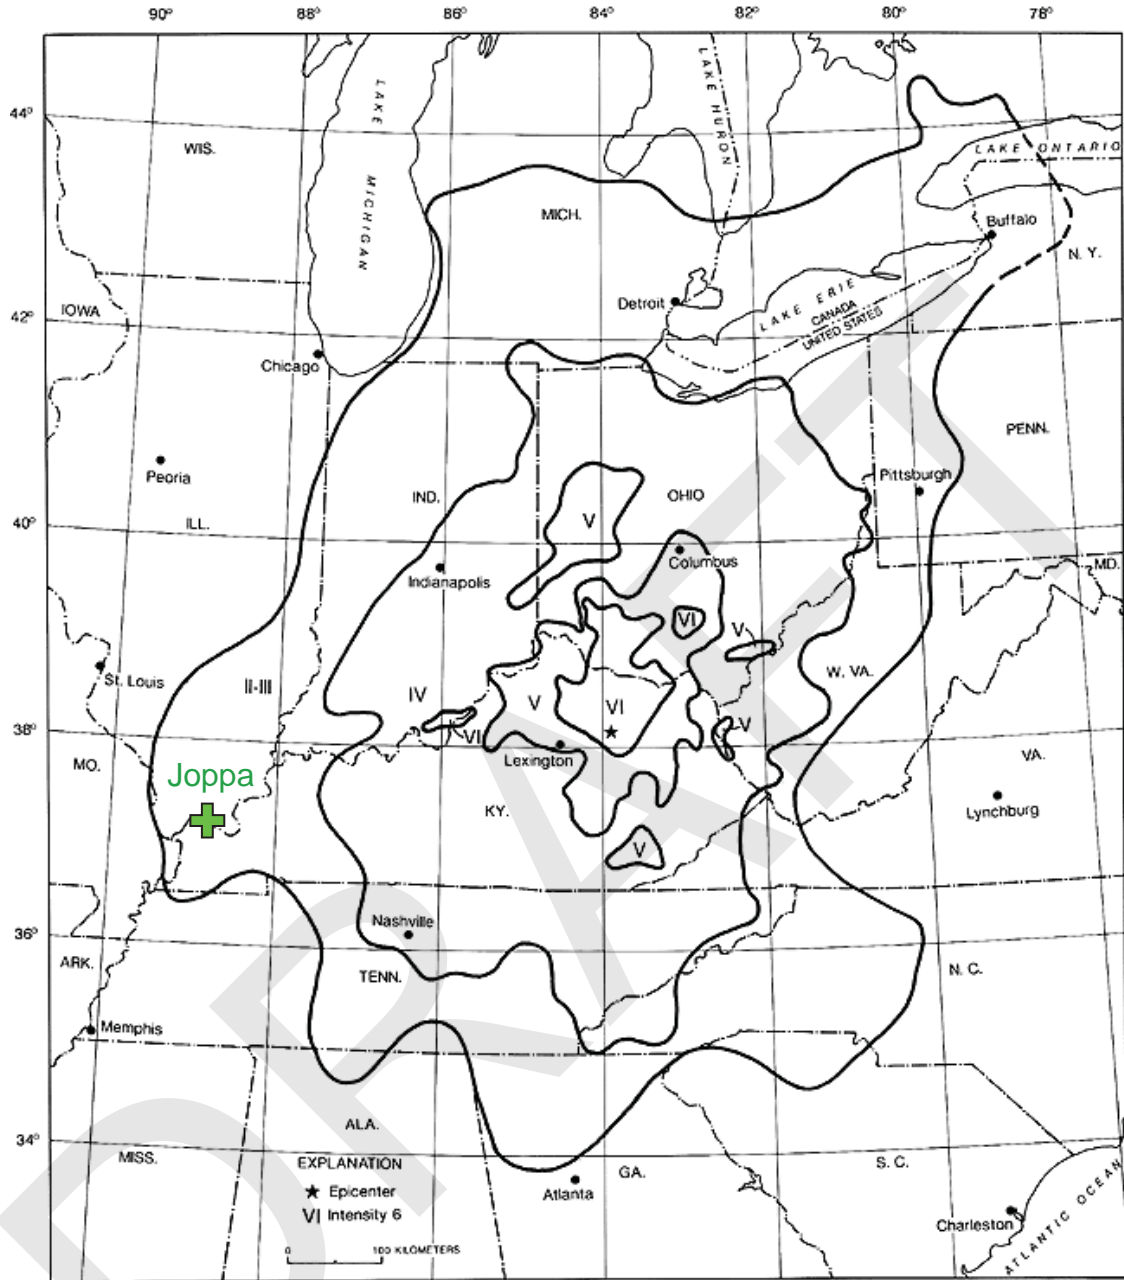 90° 88° 86° 84° 82° 80° 78°
44°
WIS.
LAKE MICHIGAN
LAKE HURON
LAKE ONTARIO
MICH.
Buffalo
N. Y.
Detroit
LAKE ERIE
CANADA
UNITED STATES
42°
IOWA
Chicago
PENN.
Peoria
IND.
OHIO
Pittsburgh
40°
ILL.
V
Columbus
MD.
Indianapolis
VI
V
St. Louis
II-III
IV
V
VI
W. VA.
38°
VI
V
MO.
Lexington
VA.
Joppa
KY.
Lynchburg
V
Nashville
36°
ARK.
TENN.
N. C.
Memphis
ALA.
34°
MISS.
EXPLANATION
GA.
S. C.
Epicenter
Atlanta
VI Intensity 6
Charleston
ATLANTIC OCEAN
0 100 KILOMETERS
DRAFT